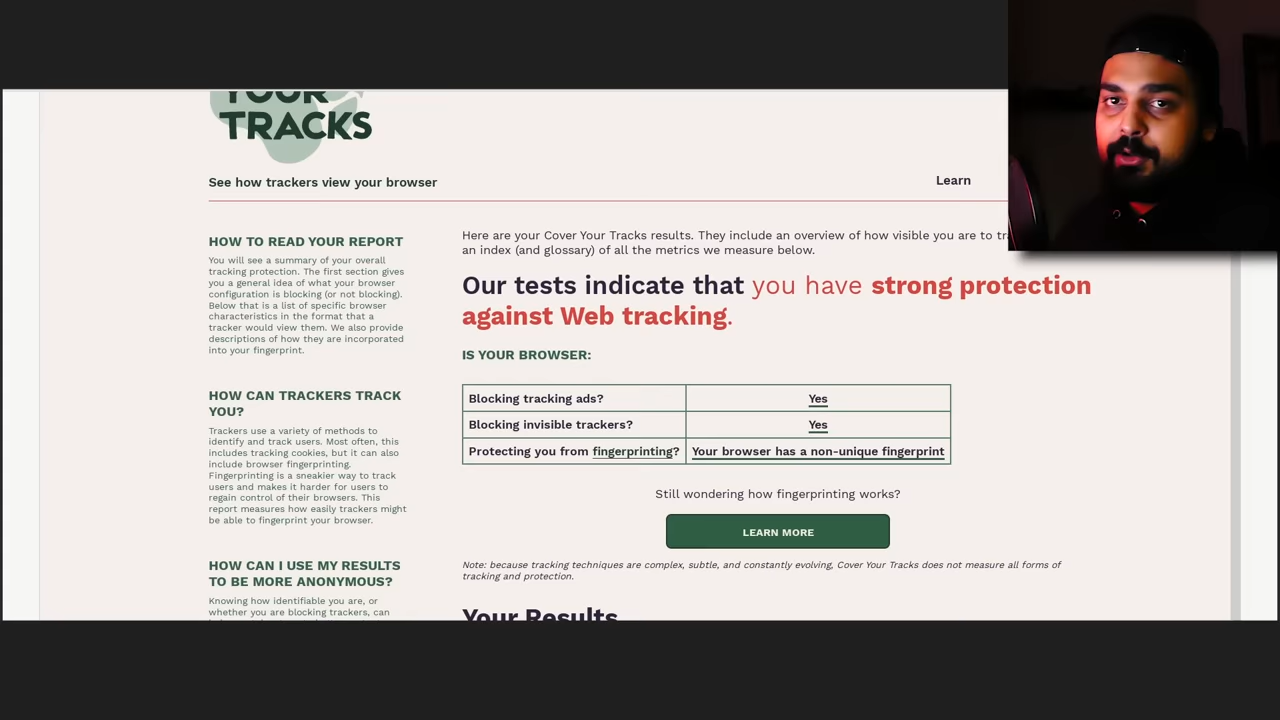 YOUR
TRACKS
See how trackers view your browser
Learn
HOW TO READ YOUR REPORT
You will see a summary of your overall
tracking protection. The first section gives
you a general idea of what your browser
configuration is blocking (or not blocking).
Below that is a list of specific browser
characteristics in the format that a
tracker would view them. We also provide
descriptions of how they are incorporated
into your fingerprint.
HOW CAN TRACKERS TRACK
YOU?
Trackers use a variety of methods to
identify and track users. Most often, this
includes tracking cookies, but it can also
include browser fingerprinting.
Fingerprinting is a sneakier way to track
users and makes it harder for users to
regain control of their browsers. This
report measures how easily trackers might
be able to fingerprint your browser.
HOW CAN I USE MY RESULTS
TO BE MORE ANONYMOUS?
Knowing how identifiable you are, or
whether you are blocking trackers, can
Here are your Cover Your Tracks results. They include an overview of how visible you are to
an index (and glossary) of all the metrics we measure below.
Our tests indicate that you have strong protection
against Web tracking.
IS YOUR BROWSER:
Blocking tracking ads? Yes
Blocking invisible trackers? Yes
Protecting you from fingerprinting? Your browser has a non-unique fingerprint
Still wondering how fingerprinting works?
LEARN MORE
Note: because tracking techniques are complex, subtle, and constantly evolving, Cover Your Tracks does not measure all forms of
tracking and protection.
Your Results